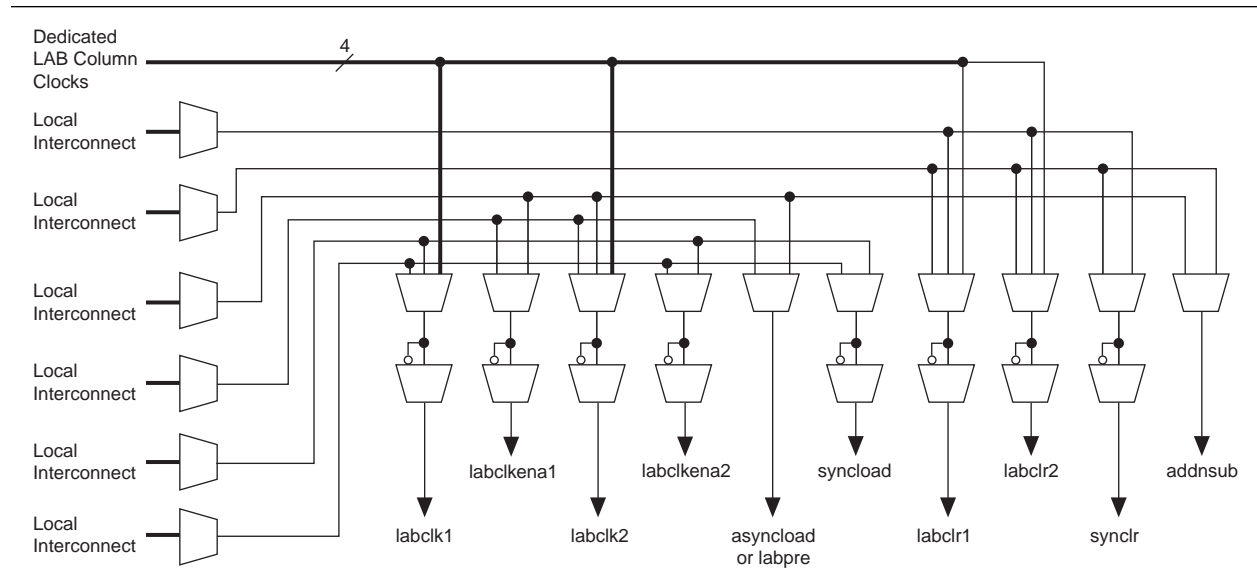 Dedicated
LAB Column
Clocks
4
Local
Interconnect
Local
Interconnect
Local
Interconnect
Local
Interconnect
Local
Interconnect
Local
Interconnect
labclkena1
labclkena2
syncload
labclr2
addnsub
labclk1
labclk2
asyncload
or labpre
labclr1
synclr